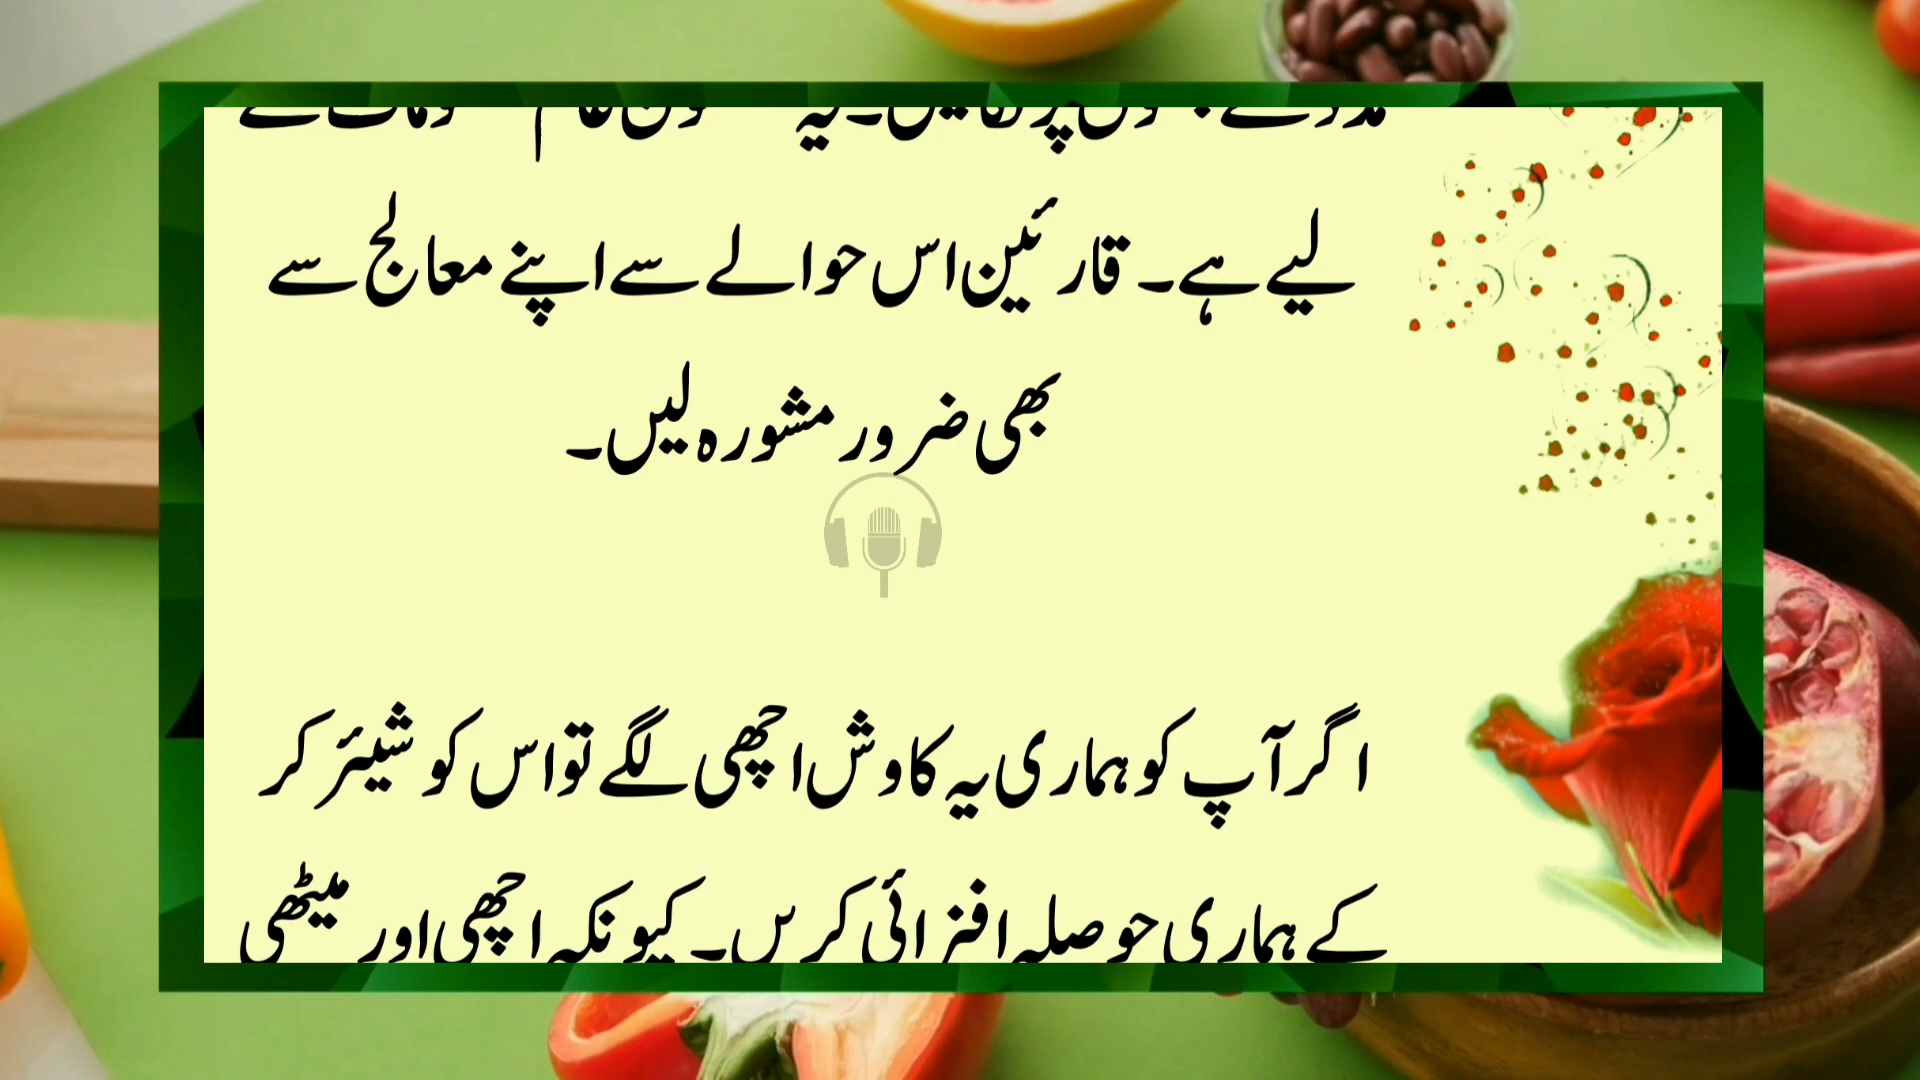 لیے ہے۔ قارئین اس حوالے سے اپنے معالج سے
بھی ضرور مشورہ لیں۔
اگر آپ کو ہماری یہ کاوش اچھی لگے تو اس کو شیئر کر
کے ہماری حوصلہ افزائی کریں۔ کیونکہ اچھی اور میٹھی